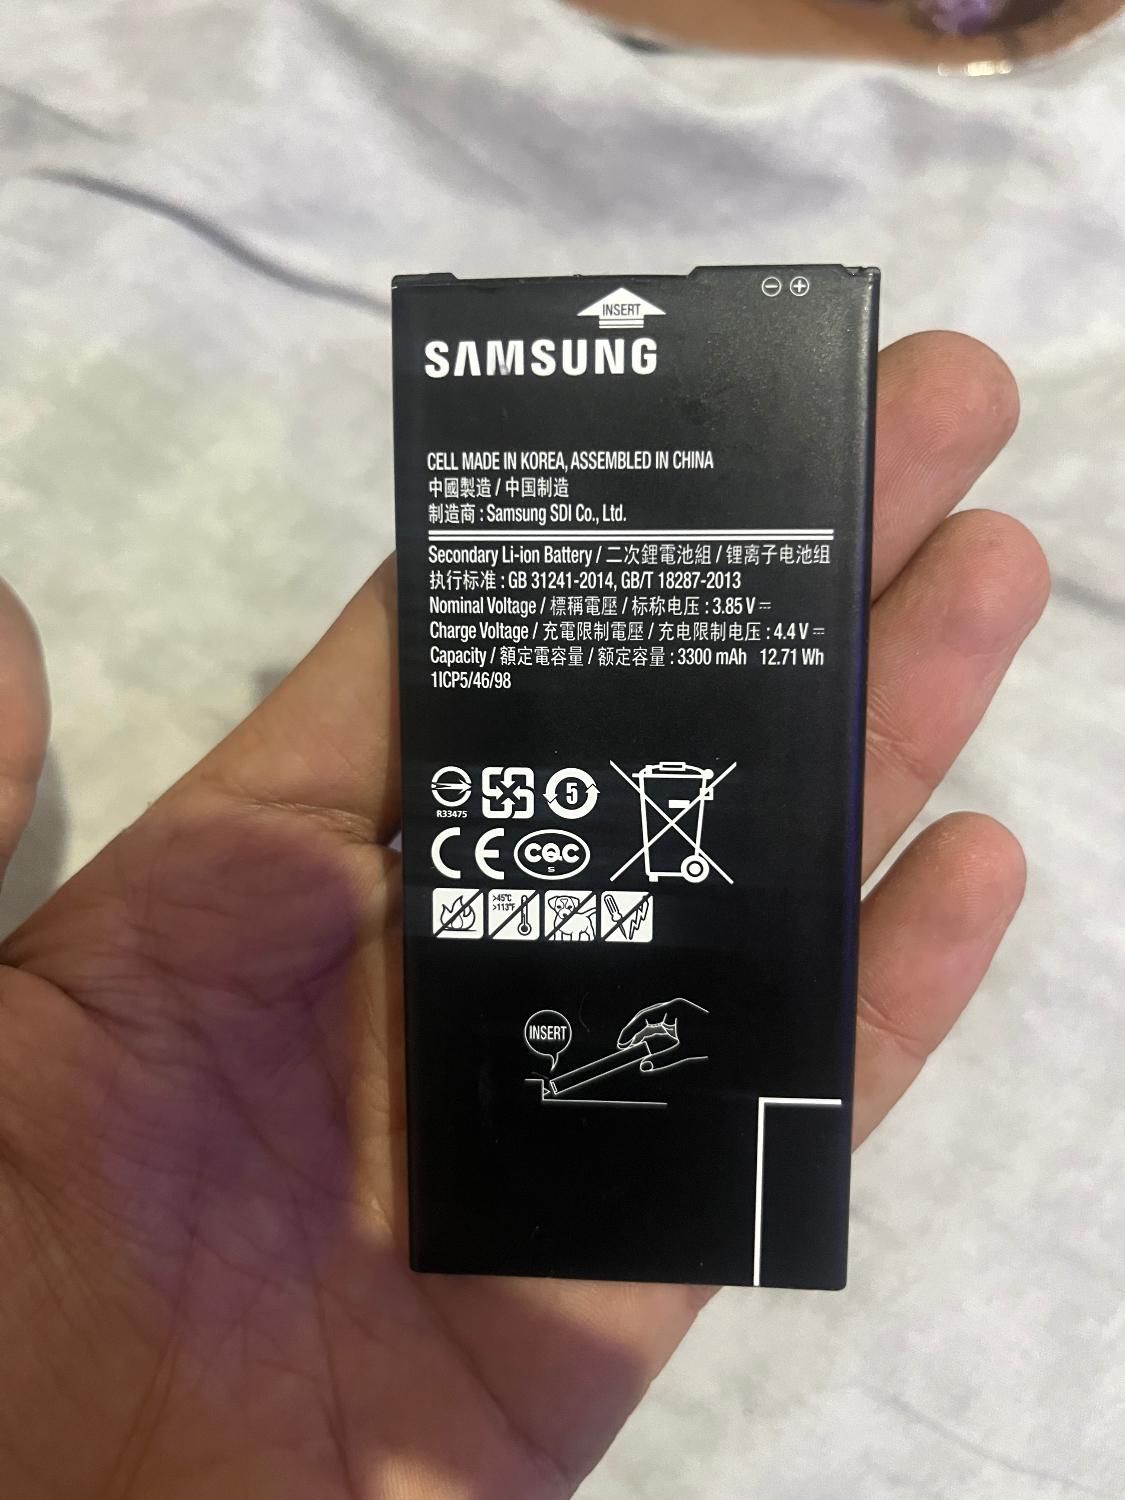 INSERT
⊖ ⊕
SAMSUNG
CELL MADE IN KOREA, ASSEMBLED IN CHINA
中國製造 / 中国制造
制造商 : Samsung SDI Co., Ltd.
Secondary Li-ion Battery / 二次鋰電池組 / 锂离子电池组
执行标准 : GB 31241-2014, GB/T 18287-2013
Nominal Voltage / 標稱電壓 / 标称电压 : 3.85 V ⎓
Charge Voltage / 充電限制電壓 / 充电限制电压 : 4.4 V ⎓
Capacity / 額定電容量 / 额定容量 : 3300 mAh 12.71 Wh
1ICP5/46/98
5
R33475
CE CQC
S
>45°C
>113°F
INSERT